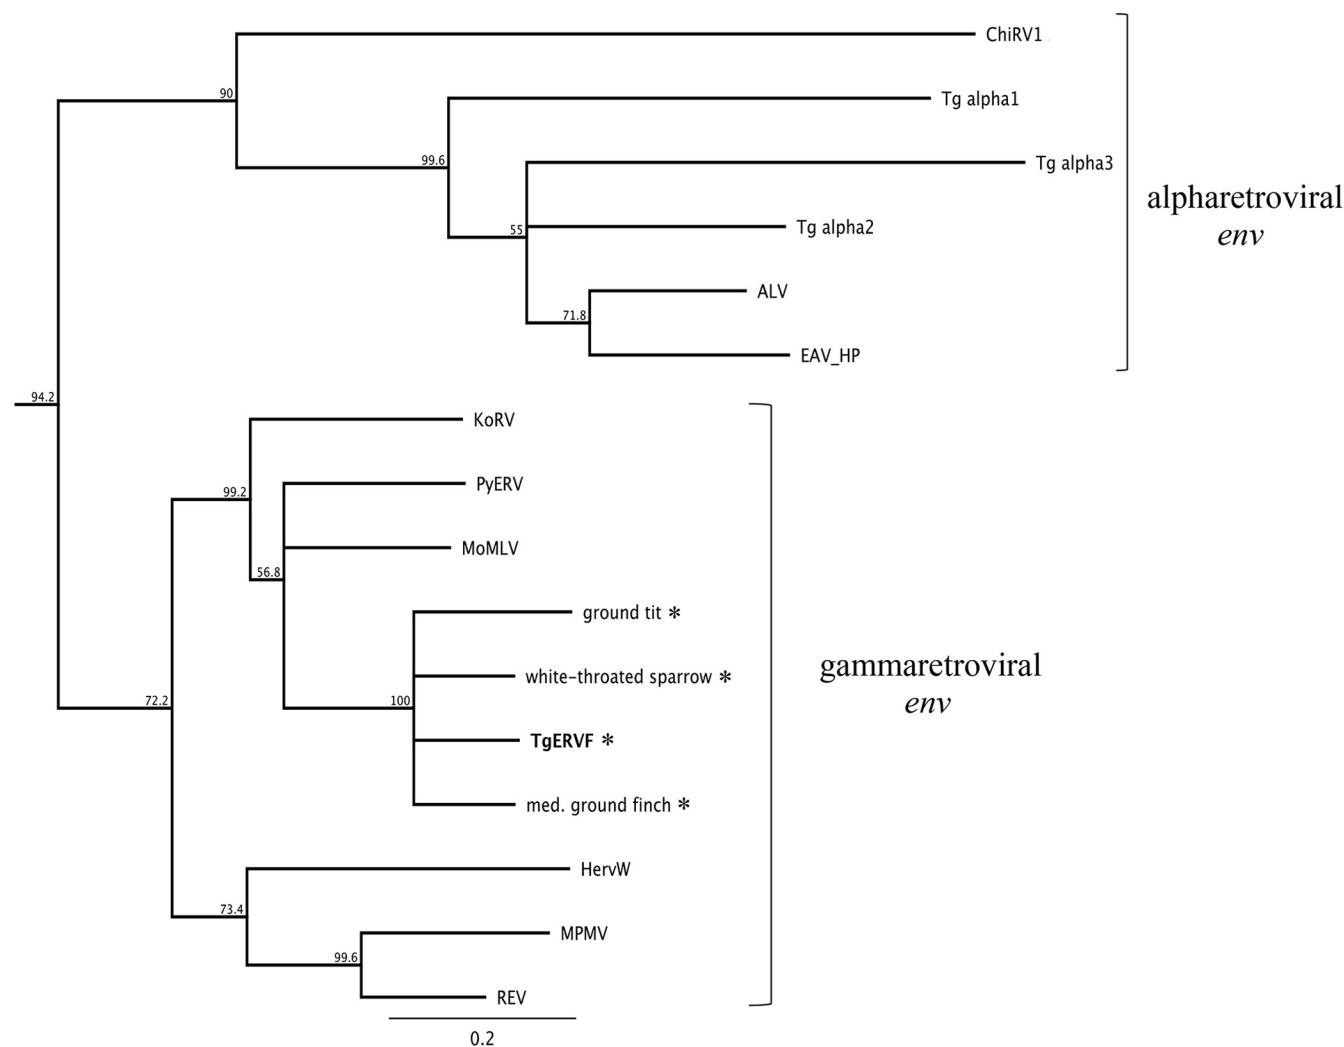 ChiRV1
90
Tg alpha1
99.6
Tg alpha3
alpharetroviral
env
55
Tg alpha2
ALV
71.8
EAV_HP
94.2
KoRV
PyERV
99.2
MoMLV
56.8
ground tit *
white-throated sparrow *
gammaretroviral
env
72.2
100
TgERVF *
med. ground finch *
HervW
73.4
MPMV
99.6
REV
0.2